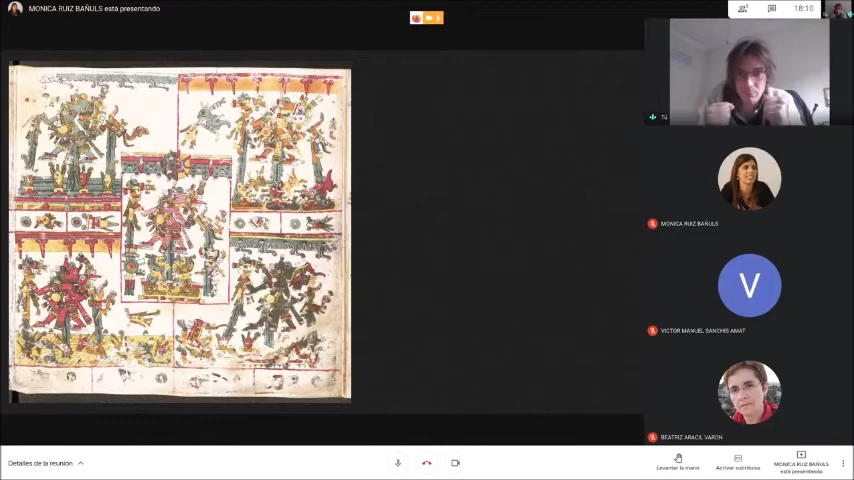 MONICA RUIZ BAÑULS está presentando
5
18:10
Tú
MONICA RUIZ BAÑULS
V
VICTOR MANUEL SANCHIS AMAT
BEATRIZ ARACIL VARON
Detalles de la reunión
Levantar la mano
Activar subtítulos
MONICA RUIZ BAÑULS
está presentando